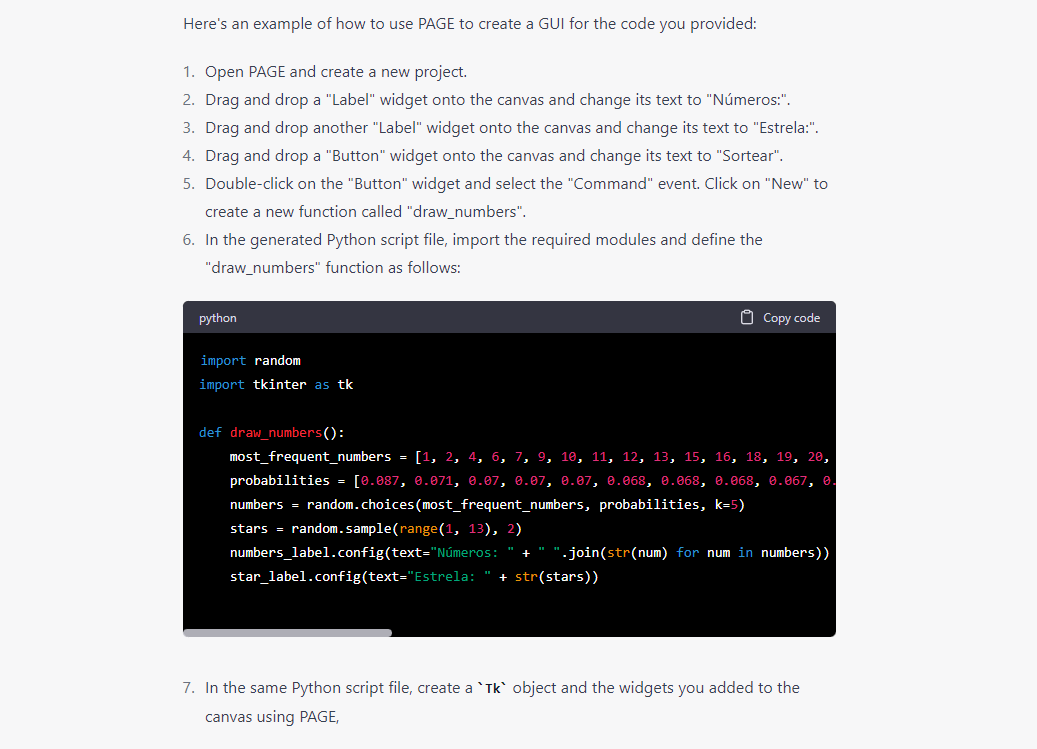 Here's an example of how to use PAGE to create a GUI for the code you provided:
1. Open PAGE and create a new project.
2. Drag and drop a "Label" widget onto the canvas and change its text to "Números:".
3. Drag and drop another "Label" widget onto the canvas and change its text to "Estrela:".
4. Drag and drop a "Button" widget onto the canvas and change its text to "Sortear".
5. Double-click on the "Button" widget and select the "Command" event. Click on "New" to
create a new function called "draw_numbers".
6. In the generated Python script file, import the required modules and define the
"draw_numbers" function as follows:
python Copy code
import random
import tkinter as tk
def draw_numbers():
    most_frequent_numbers = [1, 2, 4, 6, 7, 9, 10, 11, 12, 13, 15, 16, 18, 19, 20,
    probabilities = [0.087, 0.071, 0.07, 0.07, 0.07, 0.068, 0.068, 0.068, 0.067, 0.
    numbers = random.choices(most_frequent_numbers, probabilities, k=5)
    stars = random.sample(range(1, 13), 2)
    numbers_label.config(text="Números: " + " ".join(str(num) for num in numbers))
    star_label.config(text="Estrela: " + str(stars))
7. In the same Python script file, create a `Tk` object and the widgets you added to the
canvas using PAGE,